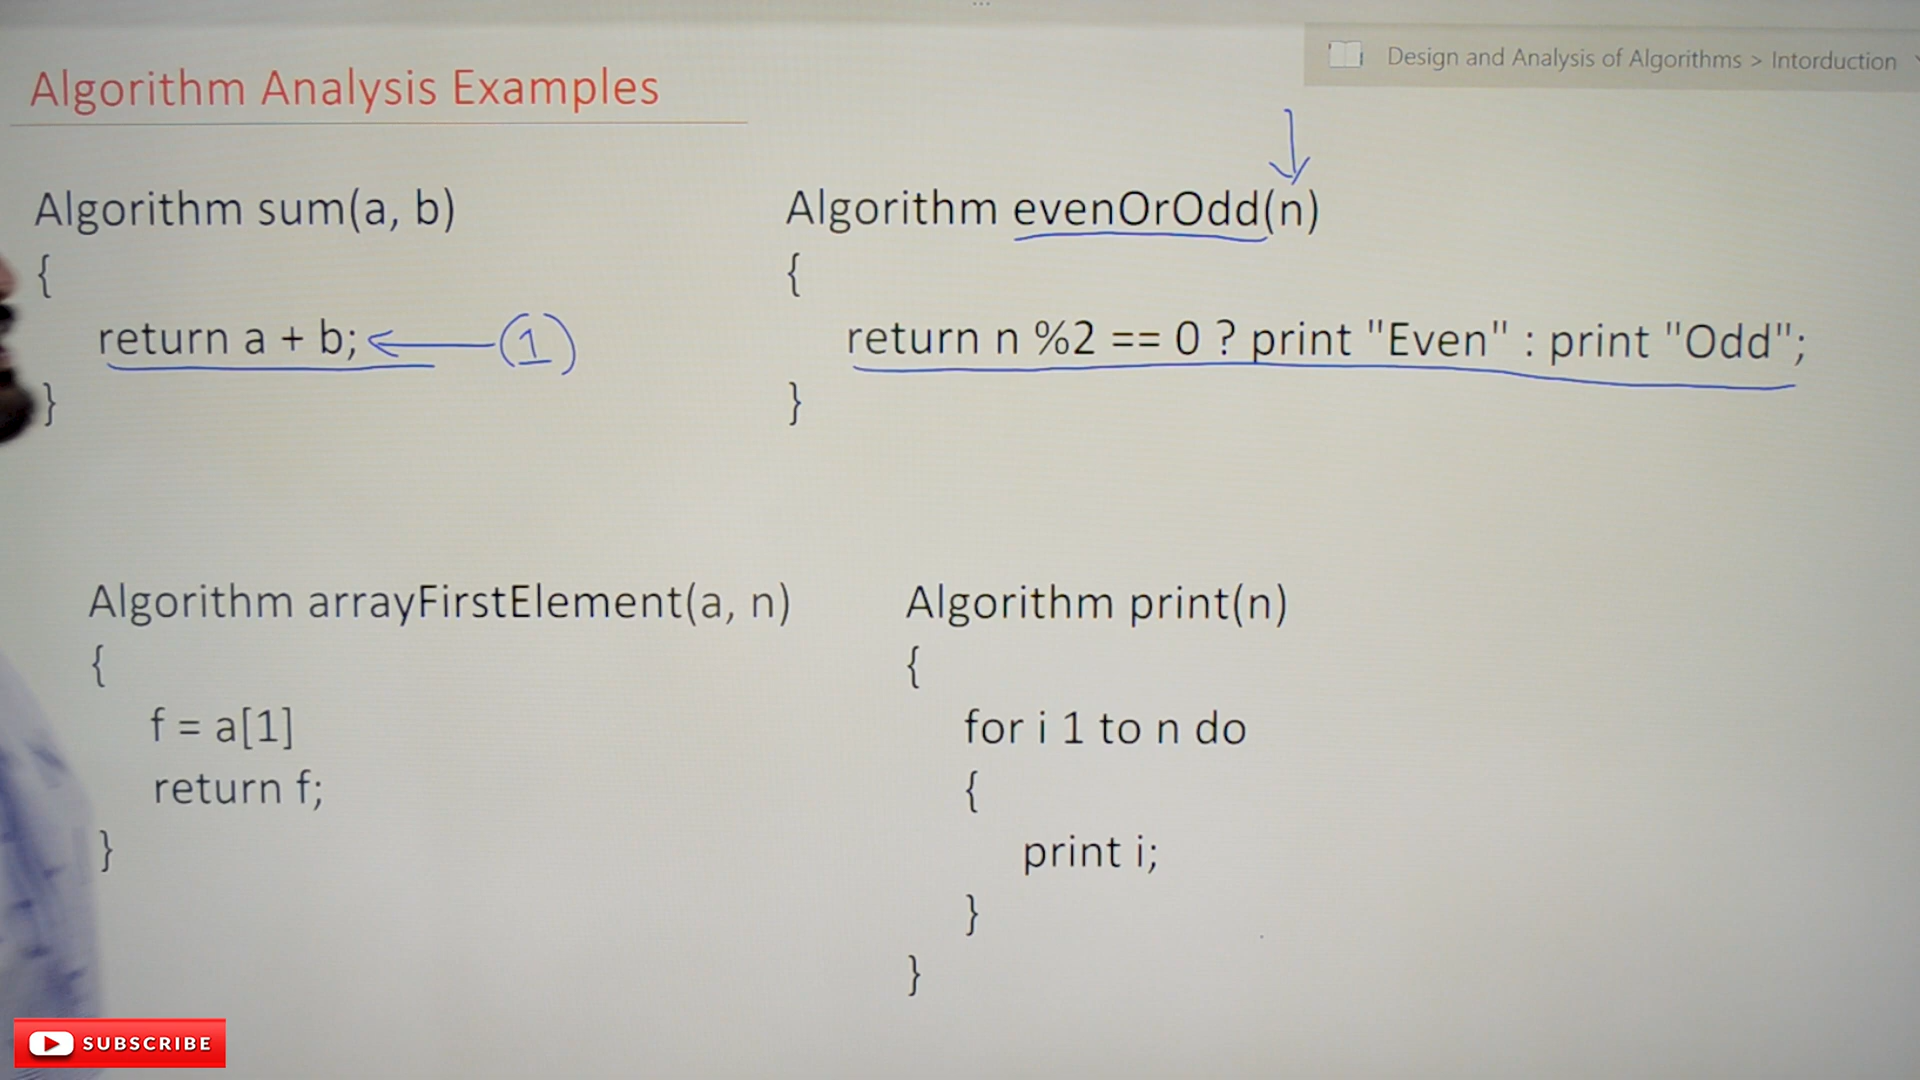 Design and Analysis of Algorithms > Intorduction
Algorithm Analysis Examples
Algorithm sum(a, b)
{
return a + b; 1
}
Algorithm evenOrOdd(n)
{
return n %2 == 0 ? print "Even" : print "Odd";
}
Algorithm arrayFirstElement(a, n)
{
f = a[1]
return f;
}
Algorithm print(n)
{
for i 1 to n do
{
print i;
}
}
SUBSCRIBE